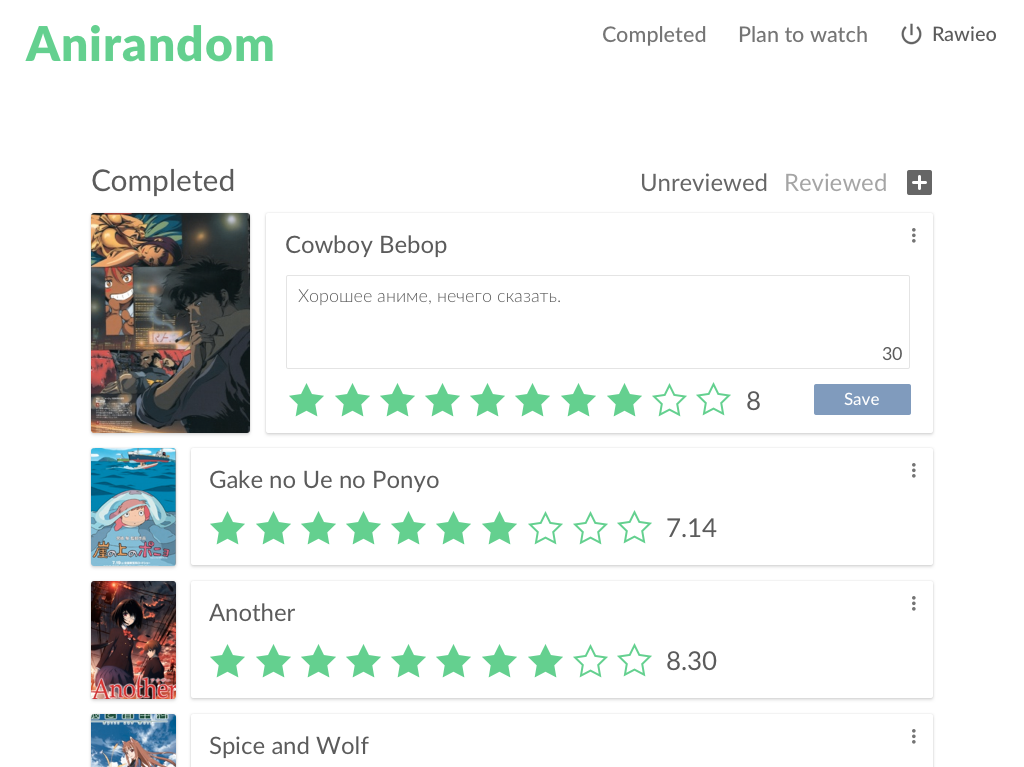 Anirandom
Completed
Plan to watch
Rawieo
Completed
Unreviewed
Reviewed
Cowboy Bebop
Хорошее аниме, нечего сказать.
30
8
Save
Gake no Ue no Ponyo
崖の上のポニョ
7.14
Another
Another
8.30
Spice and Wolf